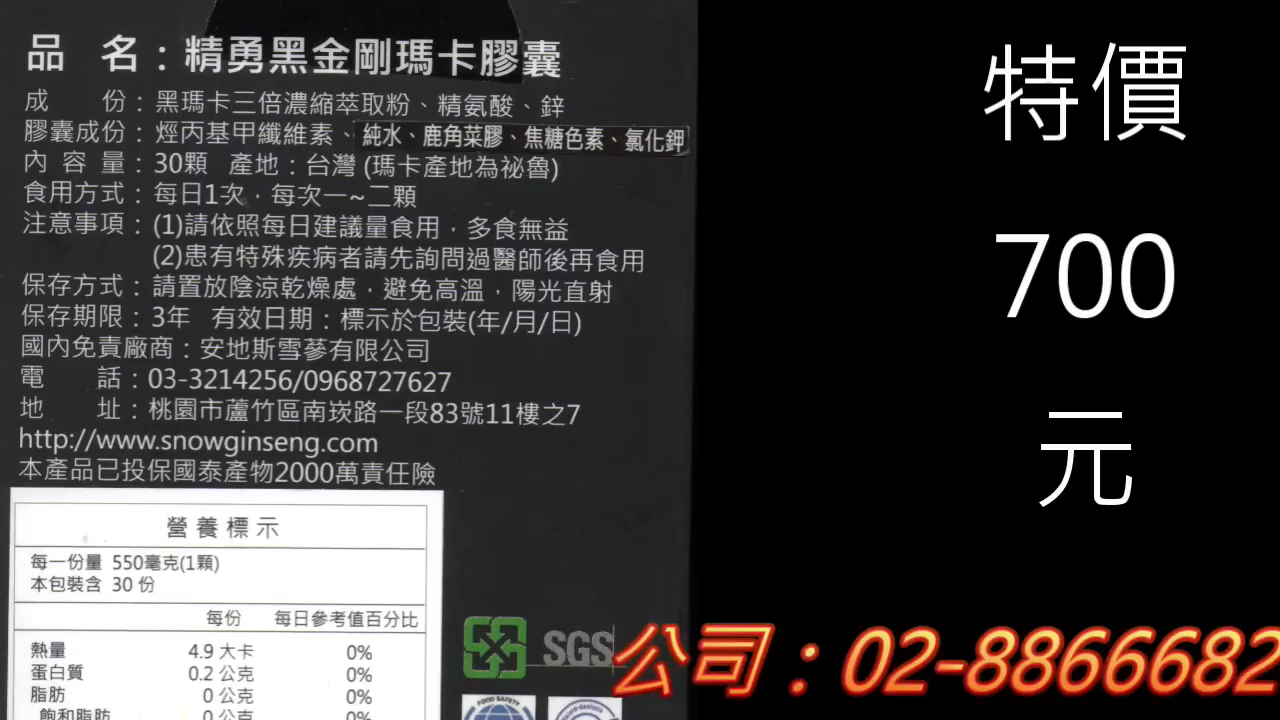 品 名：精勇黑金剛瑪卡膠囊
成 份：黑瑪卡三倍濃縮萃取粉、精氨酸、鋅
膠囊成份：烴丙基甲纖維素、純水、鹿角菜膠、焦糖色素、氯化鉀
內 容 量：30顆 產地：台灣 (瑪卡產地為祕魯)
食用方式：每日1次，每次一~二顆
注意事項：(1)請依照每日建議量食用，多食無益
(2)患有特殊疾病者請先詢問過醫師後再食用
保存方式：請置放陰涼乾燥處，避免高溫，陽光直射
保存期限：3年 有效日期：標示於包裝(年/月/日)
國內免責廠商：安地斯雪蔘有限公司
電 話：03-3214256/0968727627
地 址：桃園市蘆竹區南崁路一段83號11樓之7
http://www.snowginseng.com
本產品已投保國泰產物2000萬責任險
營養標示
每一份量 550毫克(1顆)
本包裝含 30 份
每份 每日參考值百分比
熱量 4.9 大卡 0%
蛋白質 0.2 公克 0%
脂肪 0 公克 0%
飽和脂肪 0 公克 0%
SGS
FOOD SAFETY
特價
700
元
公司：02-8866682